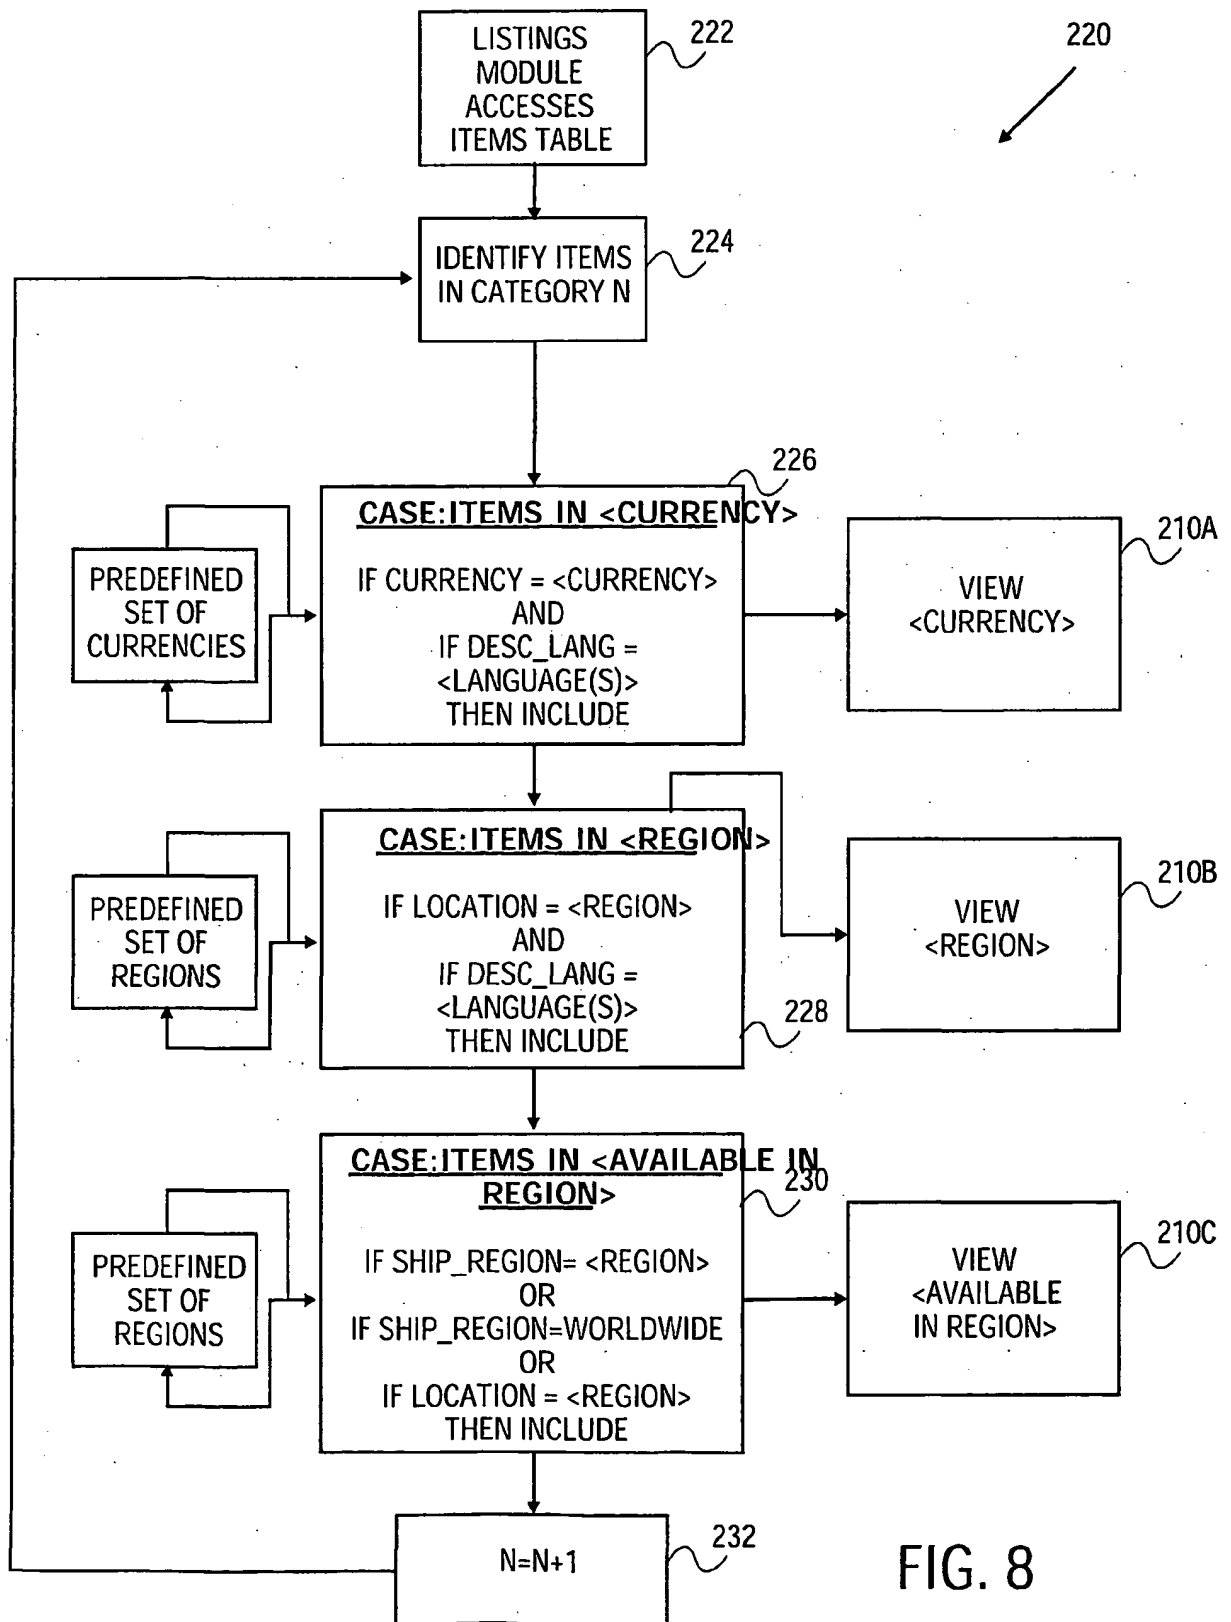 LISTINGS
MODULE
ACCESSES
ITEMS TABLE
222
220
IDENTIFY ITEMS
IN CATEGORY N
224
226
CASE:ITEMS IN <CURRENCY>
IF CURRENCY = <CURRENCY>
AND
IF DESC_LANG =
<LANGUAGE(S)>
THEN INCLUDE
PREDEFINED
SET OF
CURRENCIES
210A
VIEW
<CURRENCY>
CASE:ITEMS IN <REGION>
IF LOCATION = <REGION>
AND
IF DESC_LANG =
<LANGUAGE(S)>
THEN INCLUDE
228
PREDEFINED
SET OF
REGIONS
210B
VIEW
<REGION>
CASE:ITEMS IN <AVAILABLE IN
REGION>
230
IF SHIP_REGION= <REGION>
OR
IF SHIP_REGION=WORLDWIDE
OR
IF LOCATION = <REGION>
THEN INCLUDE
PREDEFINED
SET OF
REGIONS
210C
VIEW
<AVAILABLE
IN REGION>
N=N+1
232
FIG. 8